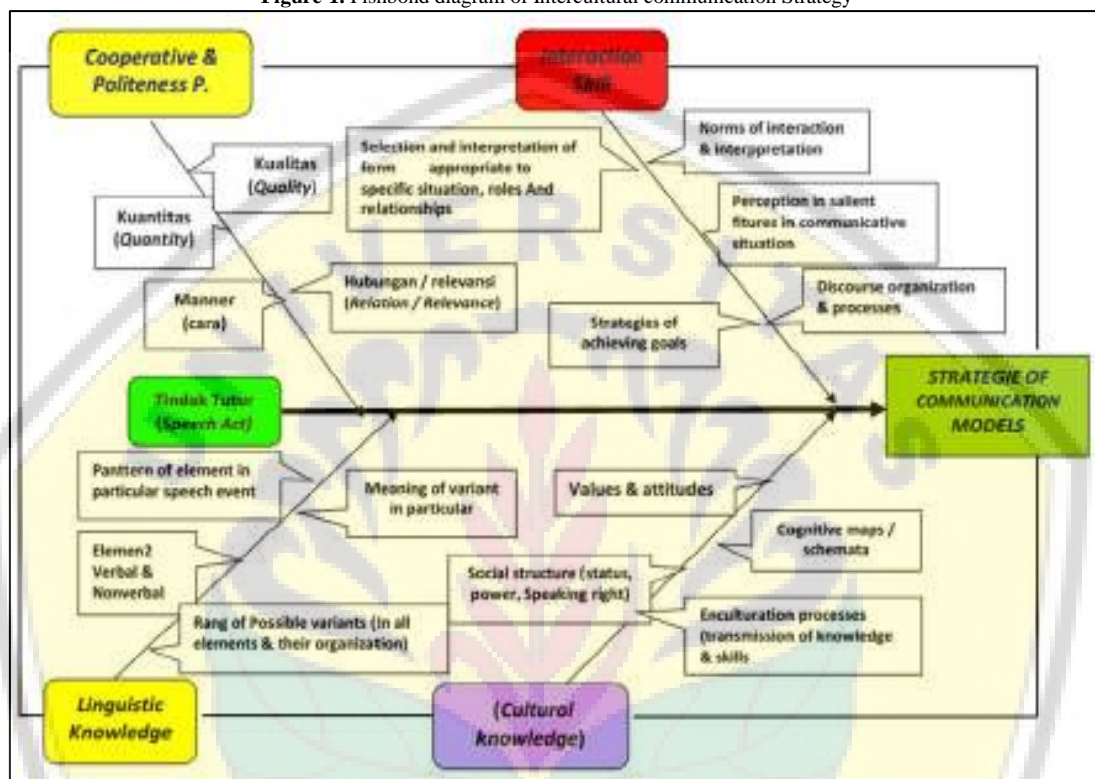 Figure 1. Fishbond diagram of Intercultural communication Strategy
Cooperative &
Politeness P.
Interaction
Skill
Kualitas
(Quality)
Kuantitas
(Quantity)
Manner
(cara)
Hubungan / relevansi
(Relation / Relevance)
Selection and interpretation of
form appropriate to
specific situation, roles And
relationships
Norms of interaction
& interppretation
Perception in salient
fitures in communicative
situation
Discourse organization
& processes
Strategies of
achieving goals
Tindak Tutur
(Speech Act)
STRATEGIE OF
COMMUNICATION
MODELS
Panttern of element in
particular speech event
Meaning of variant
in particular
Elemen2
Verbal &
Nonverbal
Rang of Possible variants (In all
elements & their organization)
Values & attitudes
Cognitive maps /
schemata
Social structure (status,
power, Speaking right)
Enculturation processes
(transmission of knowledge
& skills
Linguistic
Knowledge
(Cultural
knowledge)
UNIVERSITAS